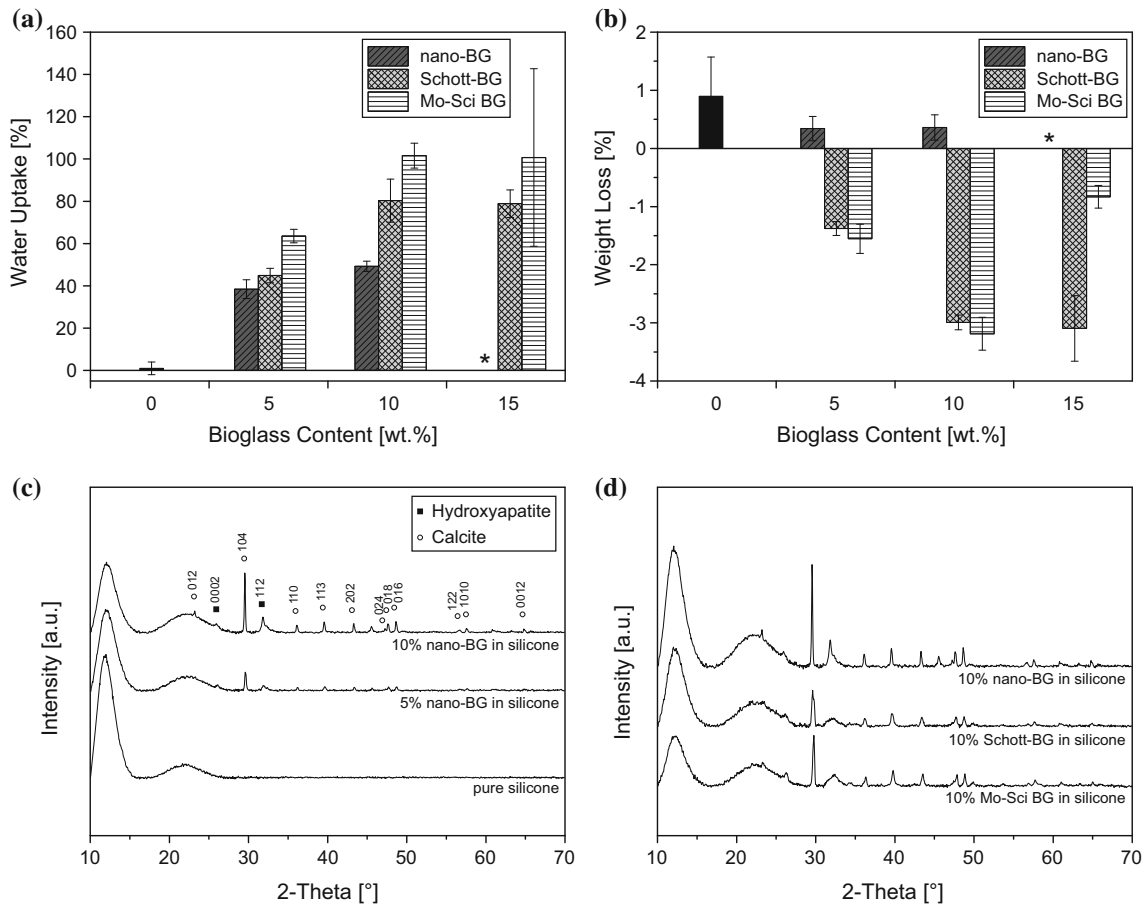 (a)
160
140
120
100
80
60
40
20
0
Water Uptake [%]
nano-BG
Schott-BG
Mo-Sci BG
*
0 5 10 15
Bioglass Content [wt.%]
(b)
2
1
0
-1
-2
-3
-4
Weight Loss [%]
nano-BG
Schott-BG
Mo-Sci BG
*
0 5 10 15
Bioglass Content [wt.%]
(c)
Intensity [a.u.]
Hydroxyapatite
Calcite
012
0002
104
112
110
113
202
024
018
016
122
1010
0012
10% nano-BG in silicone
5% nano-BG in silicone
pure silicone
10 20 30 40 50 60 70
2-Theta [°]
(d)
Intensity [a.u.]
10% nano-BG in silicone
10% Schott-BG in silicone
10% Mo-Sci BG in silicone
10 20 30 40 50 60 70
2-Theta [°]